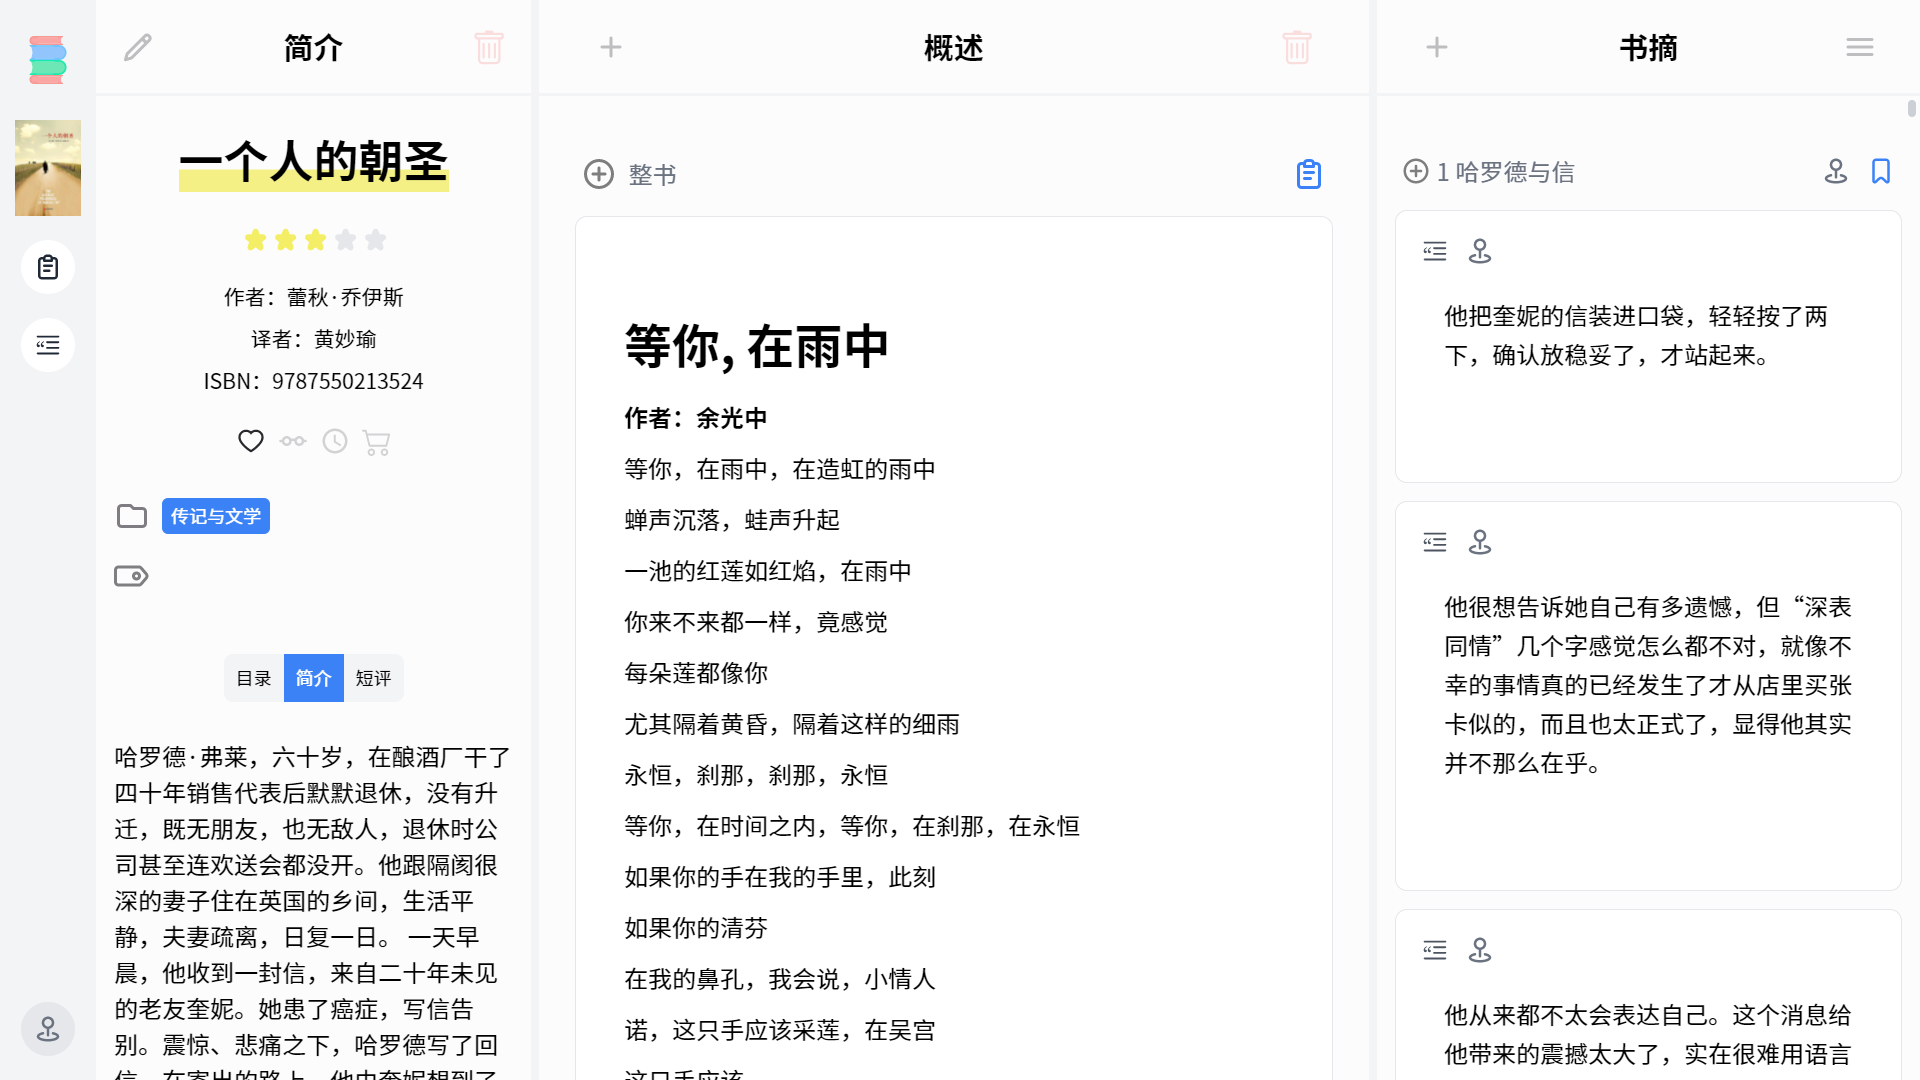 简介
一个人的朝圣
作者：蕾秋·乔伊斯
译者：黄妙瑜
ISBN：9787550213524
传记与文学
目录 简介 短评
哈罗德·弗莱，六十岁，在酿酒厂干了
四十年销售代表后默默退休，没有升
迁，既无朋友，也无敌人，退休时公
司甚至连欢送会都没开。他跟隔阂很
深的妻子住在英国的乡间，生活平
静，夫妻疏离，日复一日。 一天早
晨，他收到一封信，来自二十年未见
的老友奎妮。她患了癌症，写信告
别。震惊、悲痛之下，哈罗德写了回
信，在寄出的路上，他由奎妮想到了
概述
整书
等你, 在雨中
作者：余光中
等你，在雨中，在造虹的雨中
蝉声沉落，蛙声升起
一池的红莲如红焰，在雨中
你来不来都一样，竟感觉
每朵莲都像你
尤其隔着黄昏，隔着这样的细雨
永恒，刹那，刹那，永恒
等你，在时间之内，等你，在刹那，在永恒
如果你的手在我的手里，此刻
如果你的清芬
在我的鼻孔，我会说，小情人
诺，这只手应该采莲，在吴宫
这只手应该
书摘
1 哈罗德与信
他把奎妮的信装进口袋，轻轻按了两
下，确认放稳妥了，才站起来。
他很想告诉她自己有多遗憾，但“深表
同情”几个字感觉怎么都不对，就像不
幸的事情真的已经发生了才从店里买张
卡似的，而且也太正式了，显得他其实
并不那么在乎。
他从来都不太会表达自己。这个消息给
他带来的震撼太大了，实在很难用语言